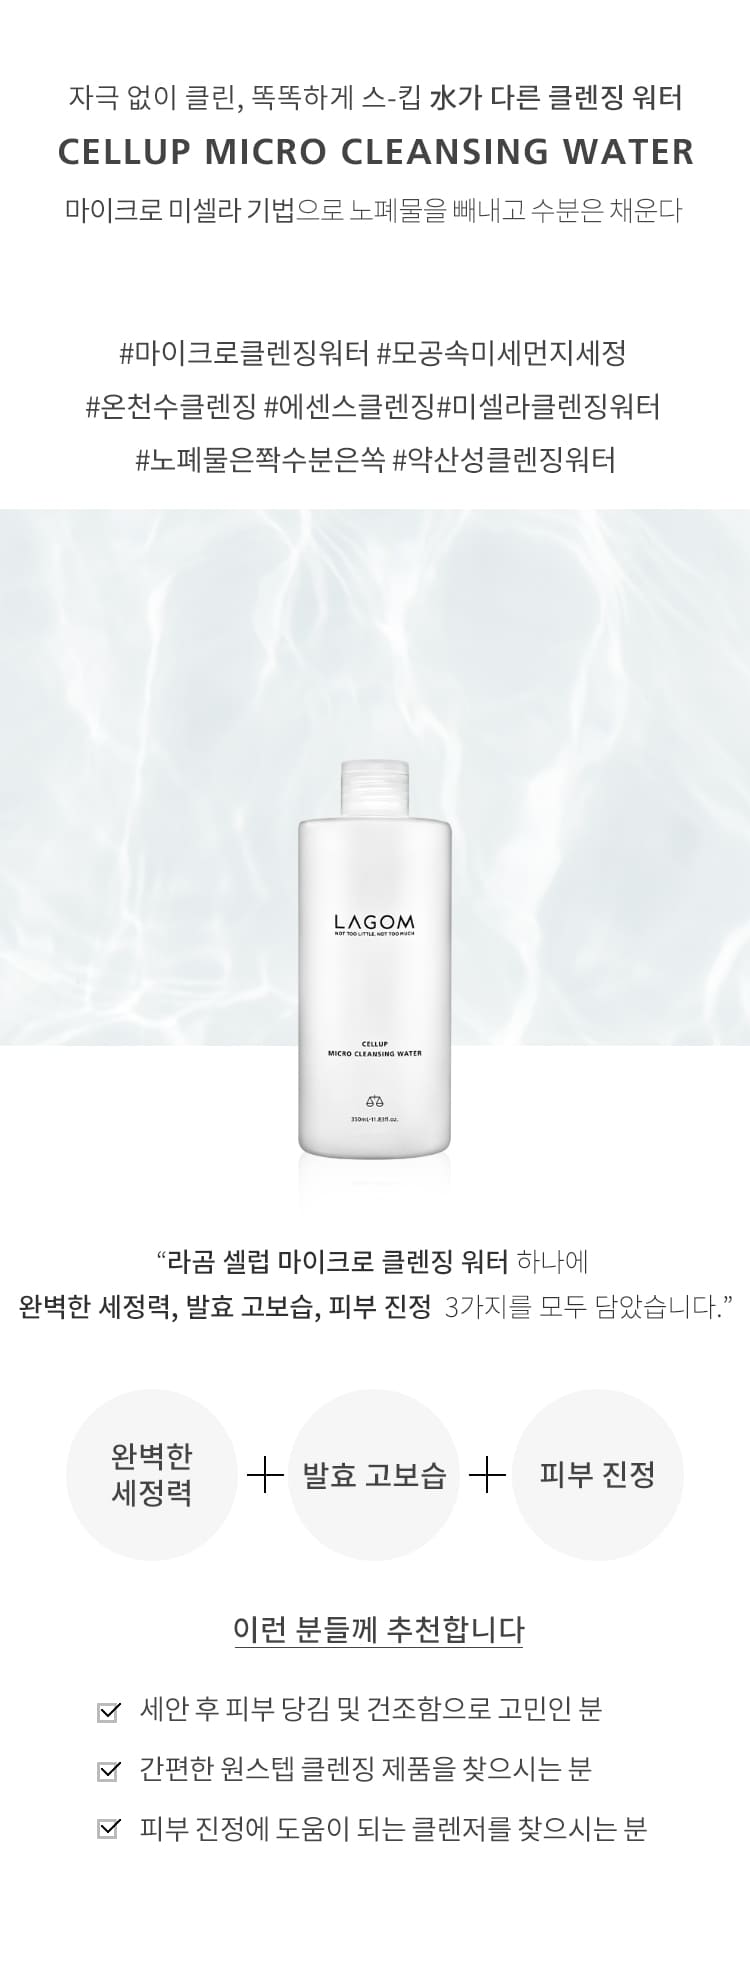 자극 없이 클린, 똑똑하게 스-킵 水가 다른 클렌징 워터
CELLUP MICRO CLEANSING WATER
마이크로 미셀라 기법으로 노폐물을 빼내고 수분은 채운다
#마이크로클렌징워터 #모공속미세먼지세정
#온천수클렌징 #에센스클렌징#미셀라클렌징워터
#노폐물은쫙수분은쏙 #약산성클렌징워터
LAGOM
NOT TOO LITTLE, NOT TOO MUCH
CELLUP
MICRO CLEANSING WATER
350mL·11.83fl.oz.
“라곰 셀럽 마이크로 클렌징 워터 하나에
완벽한 세정력, 발효 고보습, 피부 진정 3가지를 모두 담았습니다.”
완벽한
세정력
발효 고보습
피부 진정
이런 분들께 추천합니다
세안 후 피부 당김 및 건조함으로 고민인 분
간편한 원스텝 클렌징 제품을 찾으시는 분
피부 진정에 도움이 되는 클렌저를 찾으시는 분